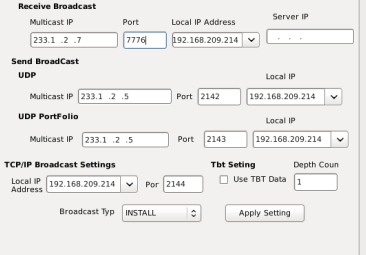 Receive Broadcast
Multicast IP Port Local IP Address Server IP
233.1 .2 .7 7776 192.168.209.214 . . .
Send BroadCast
UDP
Local IP
Multicast IP 233.1 .2 .5 Port 2142 192.168.209.214
UDP PortFolio
Local IP
Multicast IP 233.1 .2 .5 Port 2143 192.168.209.214
TCP/IP Broadcast Settings Tbt Seting Depth Coun
Local IP Address 192.168.209.214 Por 2144 Use TBT Data 1
Broadcast Typ INSTALL Apply Setting